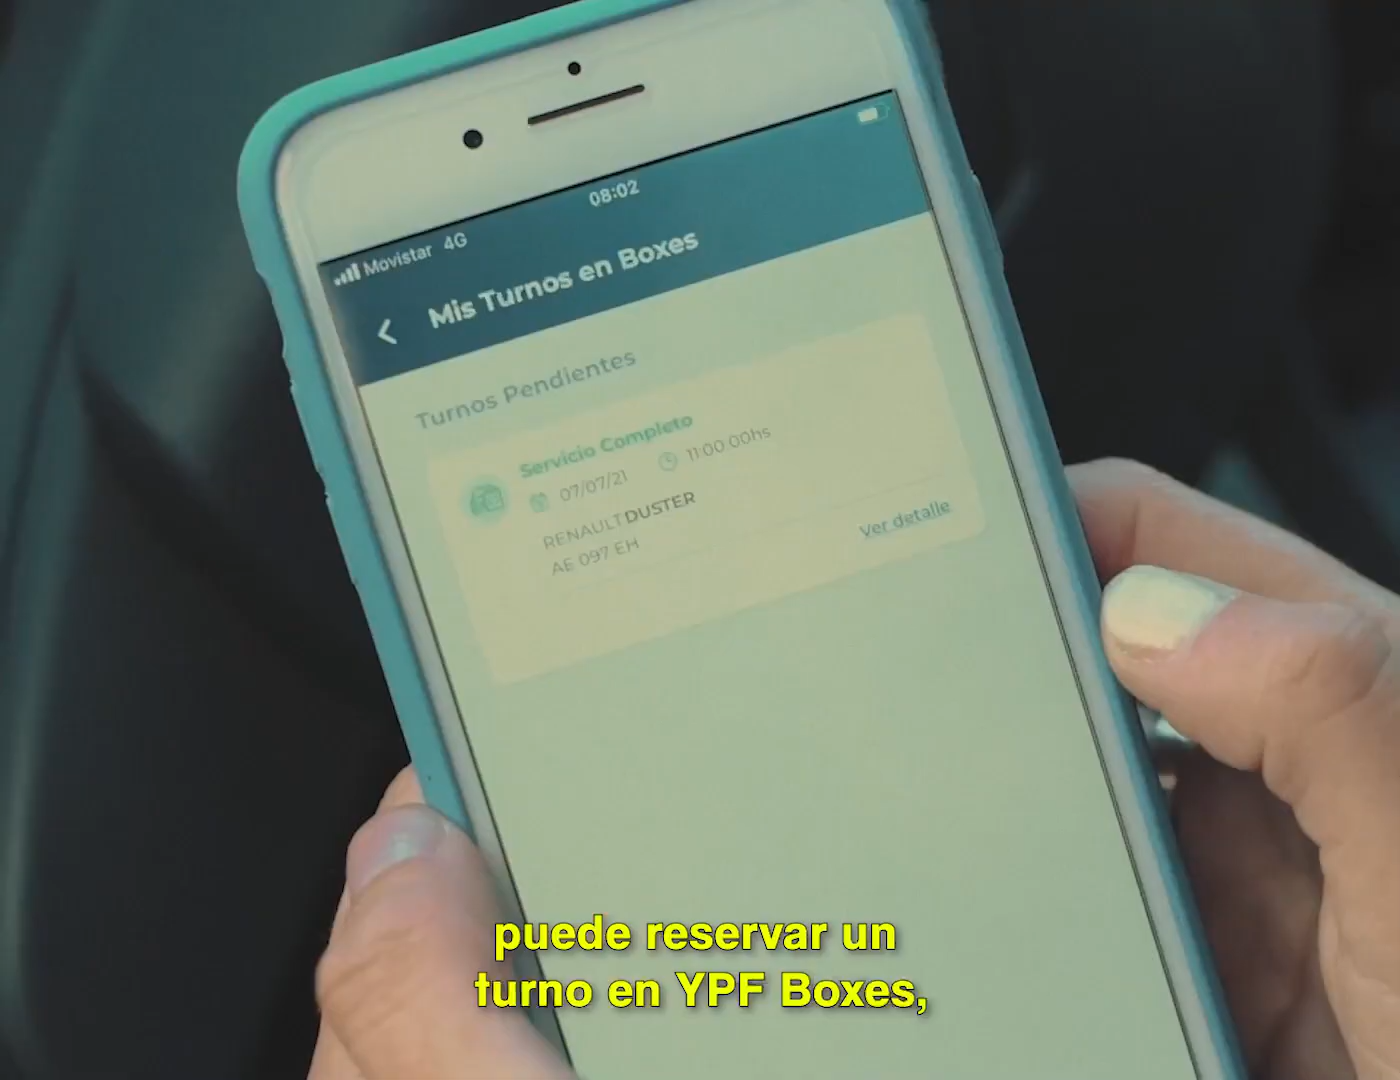 08:02
Movistar 4G
Mis Turnos en Boxes
Turnos Pendientes
Servicio Completo
07/07/21 11:00:00hs
RENAULT DUSTER
AE 097 EH
Ver detalle
puede reservar un
turno en YPF Boxes,